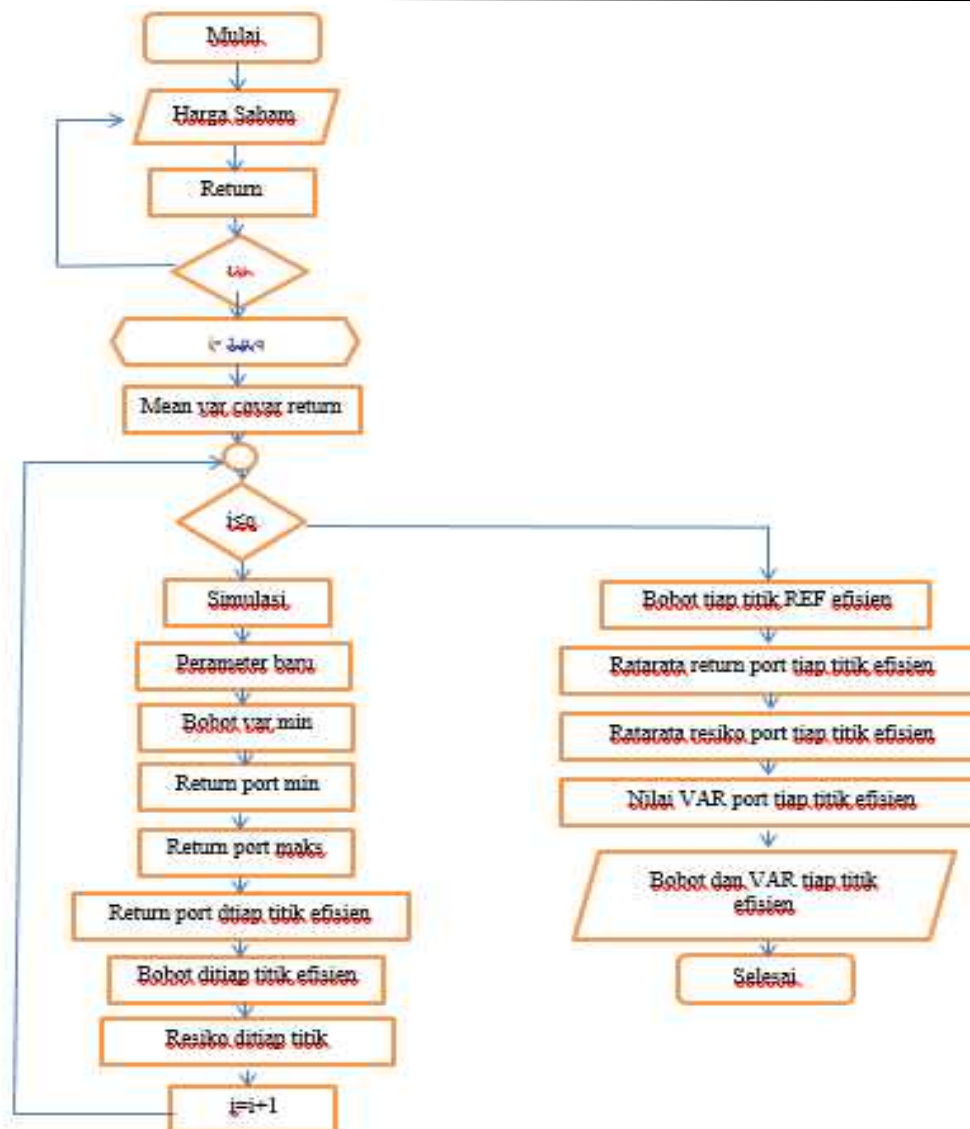 Mulai
Harga Saham
Return
Mean var covar return
i≤q
Simulasi
Perameter baru
Bobot var min
Return port min
Return port maks
Return port dtiap titik efisien
Bobot ditiap titik efisien
Resiko ditiap titik
i=i+1
Bobot tiap titik REF efisien
Ratarata return port tiap titik efisien
Ratarata resiko port tiap titik efisien
Nilai VAR port tiap titik efisien
Bobot dan VAR tiap titik
efisien
Selesai